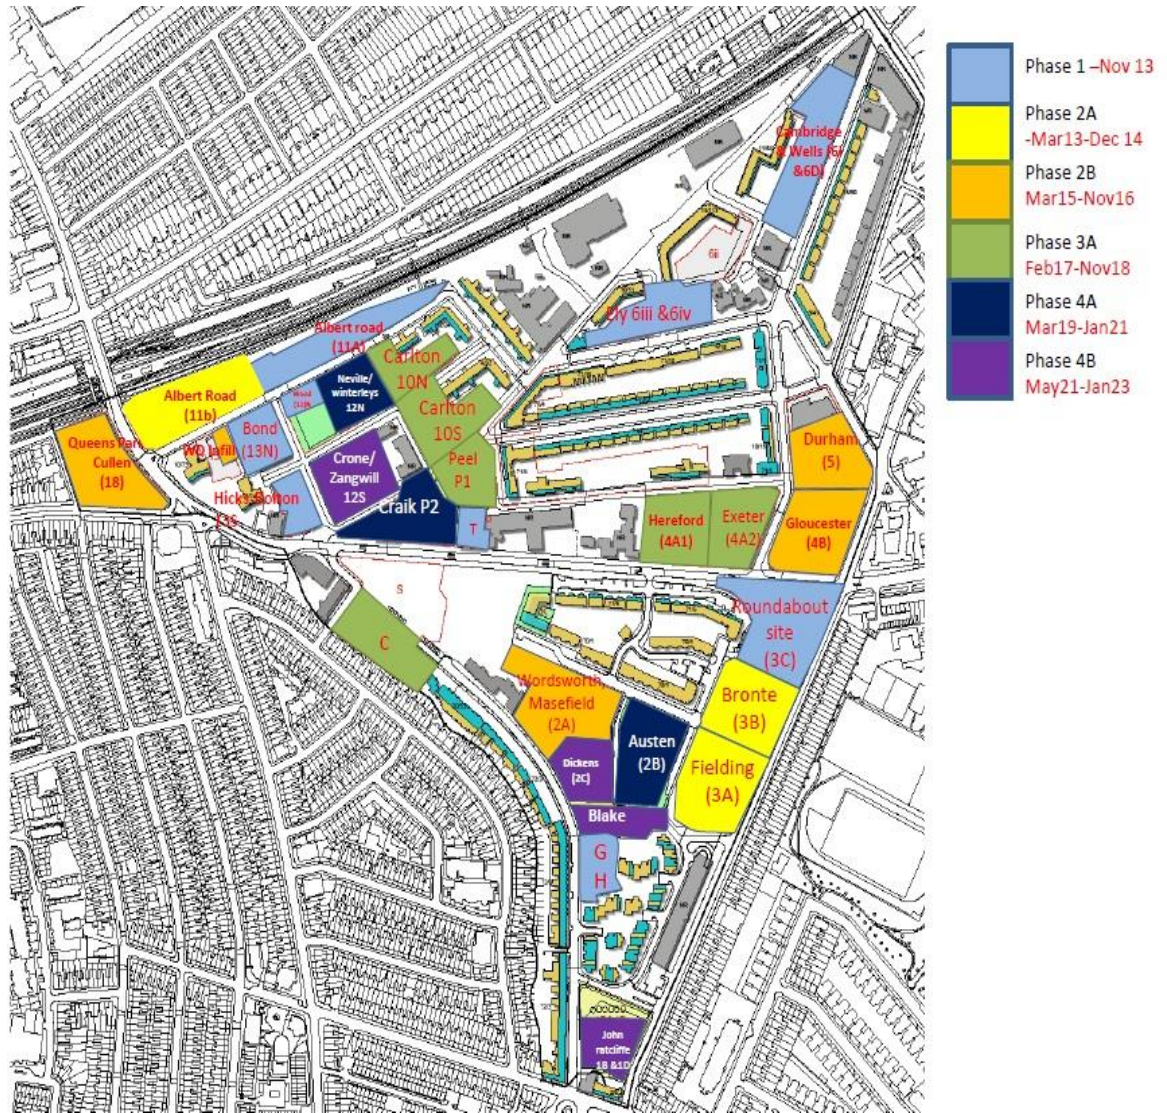 Phase 1 –Nov 13
Phase 2A
-Mar13-Dec 14
Phase 2B
Mar15-Nov16
Phase 3A
Feb17-Nov18
Phase 4A
Mar19-Jan21
Phase 4B
May21-Jan23
Cambridge
& Wells (6i
&6D)
6ii
Ely 6iii &6iv
Albert road
(11A)
Carlton
10N
Neville/
winterleys
12N
Albert Road
(11b)
Carlton
10S
Bond
(13N)
Queens Park
Cullen
(18)
WD Infill
Durham
(5)
Crone/
Zangwill
12S
Peel
P1
Hicks Bolton
13S
Craik P2
T
Hereford
(4A1)
Exeter
(4A2)
Gloucester
(4B)
S
C
Roundabout
site
(3C)
Wordsworth,
Masefield
(2A)
Bronte
(3B)
Austen
(2B)
Dickens
(2C)
Fielding
(3A)
Blake
G
H
John
ratcliffe
1B &1D